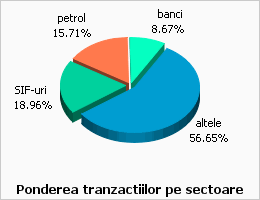 petrol
15.71%
banci
8.67%
SIF-uri
18.96%
altele
56.65%
Ponderea tranzactiilor pe sectoare